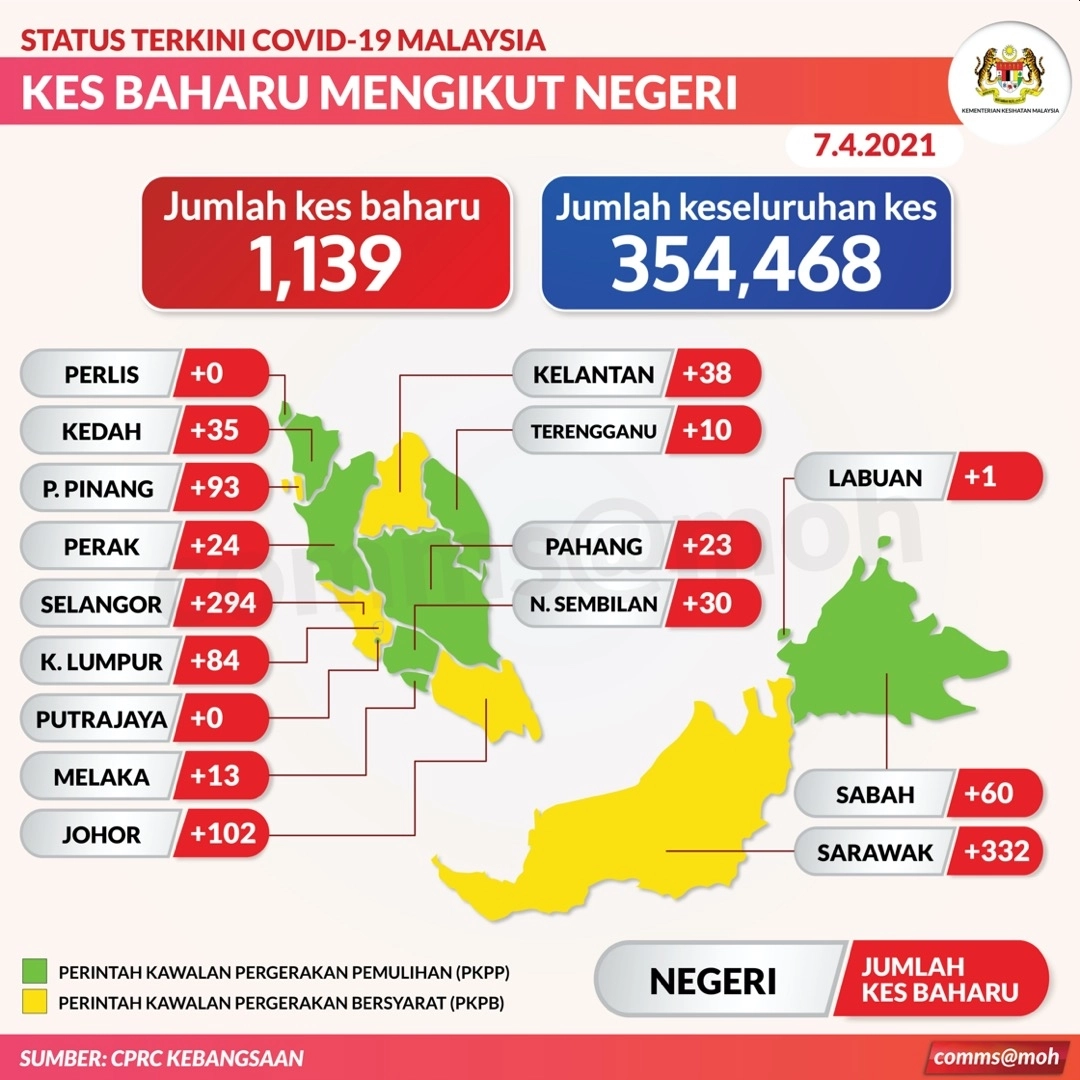 STATUS TERKINI COVID-19 MALAYSIA
KES BAHARU MENGIKUT NEGERI
KEMENTERIAN KESIHATAN MALAYSIA
7.4.2021
Jumlah kes baharu
1,139
Jumlah keseluruhan kes
354,468
PERLIS +0
KEDAH +35
P. PINANG +93
PERAK +24
SELANGOR +294
K. LUMPUR +84
PUTRAJAYA +0
MELAKA +13
JOHOR +102
KELANTAN +38
TERENGGANU +10
PAHANG +23
N. SEMBILAN +30
LABUAN +1
SABAH +60
SARAWAK +332
comms@moh
PERINTAH KAWALAN PERGERAKAN PEMULIHAN (PKPP)
PERINTAH KAWALAN PERGERAKAN BERSYARAT (PKPB)
NEGERI
JUMLAH
KES BAHARU
SUMBER: CPRC KEBANGSAAN
comms@moh